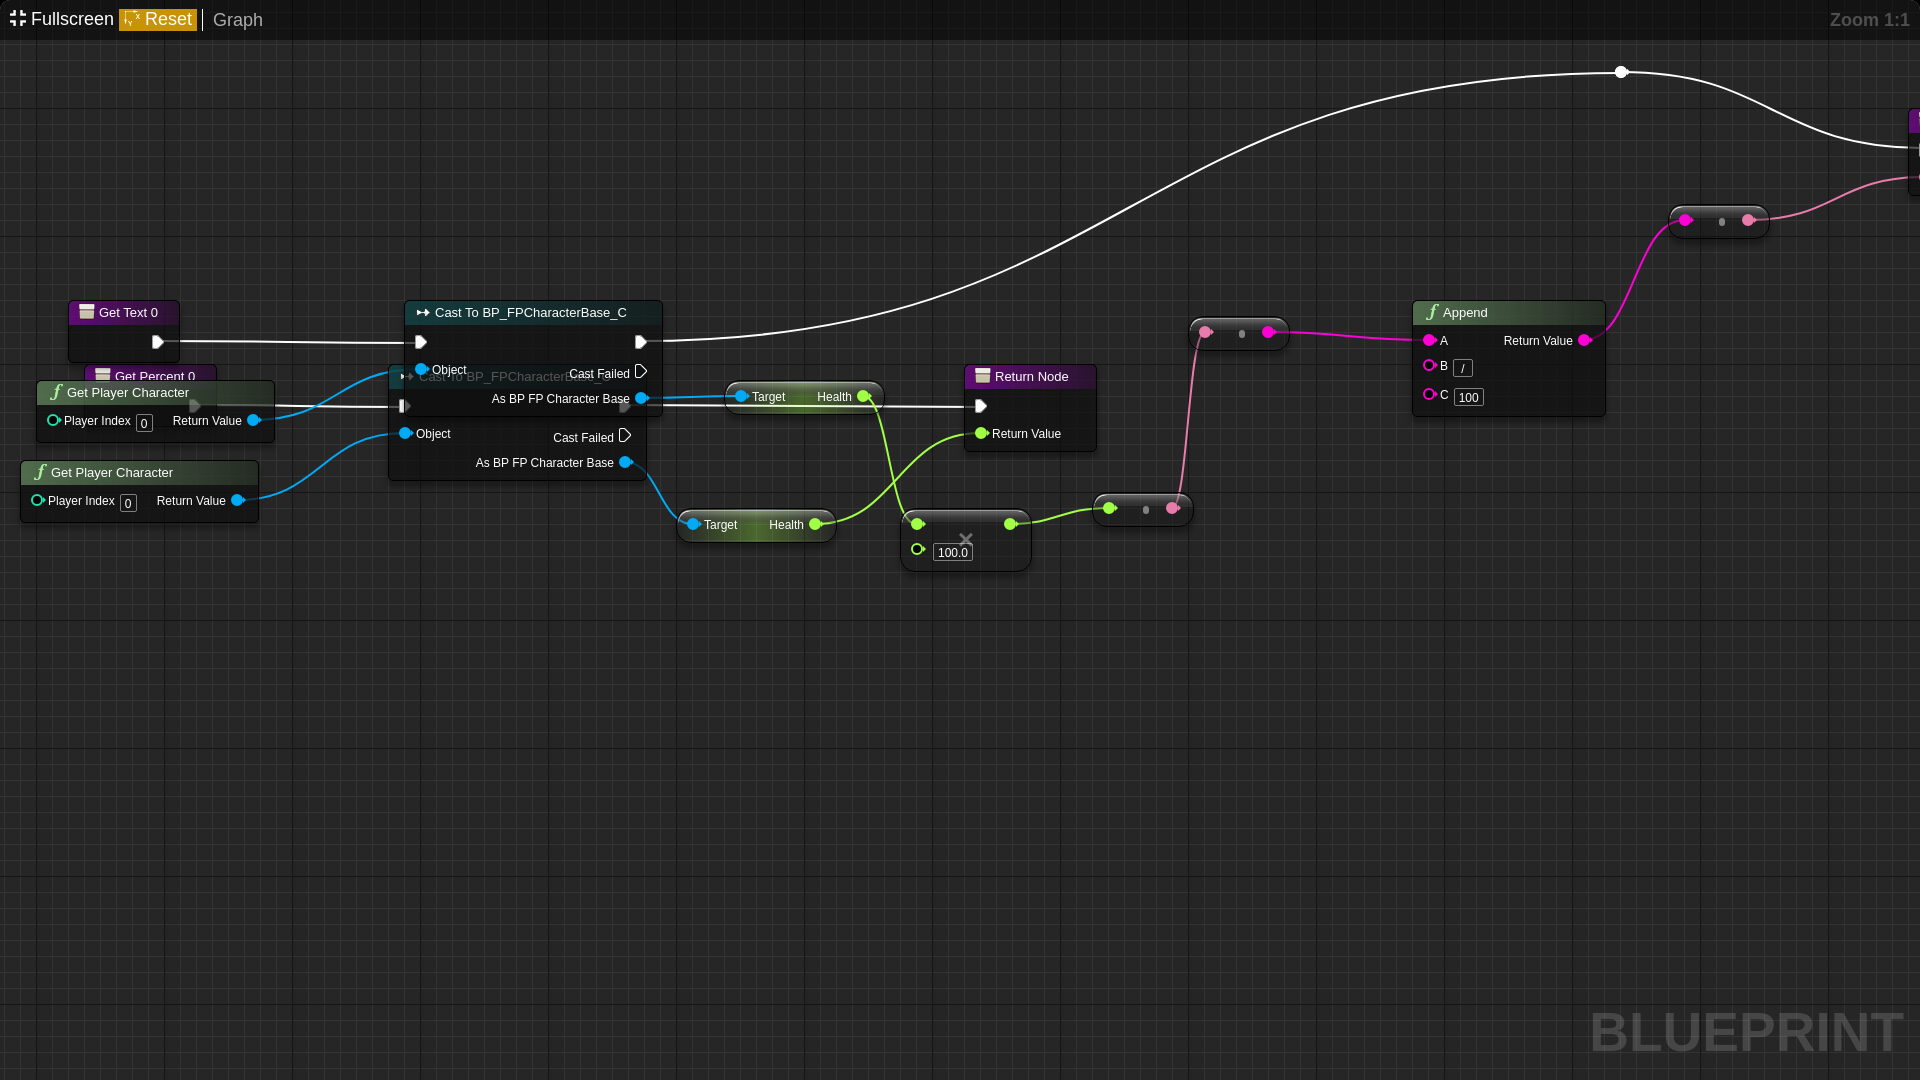 Fullscreen Reset Graph Zoom 1:1
Get Text 0
Cast To BP_FPCharacterBase_C
Object
Cast Failed
As BP FP Character Base
Get Percent 0
Get Player Character
Player Index 0 Return Value
Cast To BP_FPCharacterBase_C
Object
Cast Failed
As BP FP Character Base
Get Player Character
Player Index 0 Return Value
Target Health
Return Node
Return Value
Target Health
100.0
Append
A Return Value
B /
C 100
BLUEPRINT